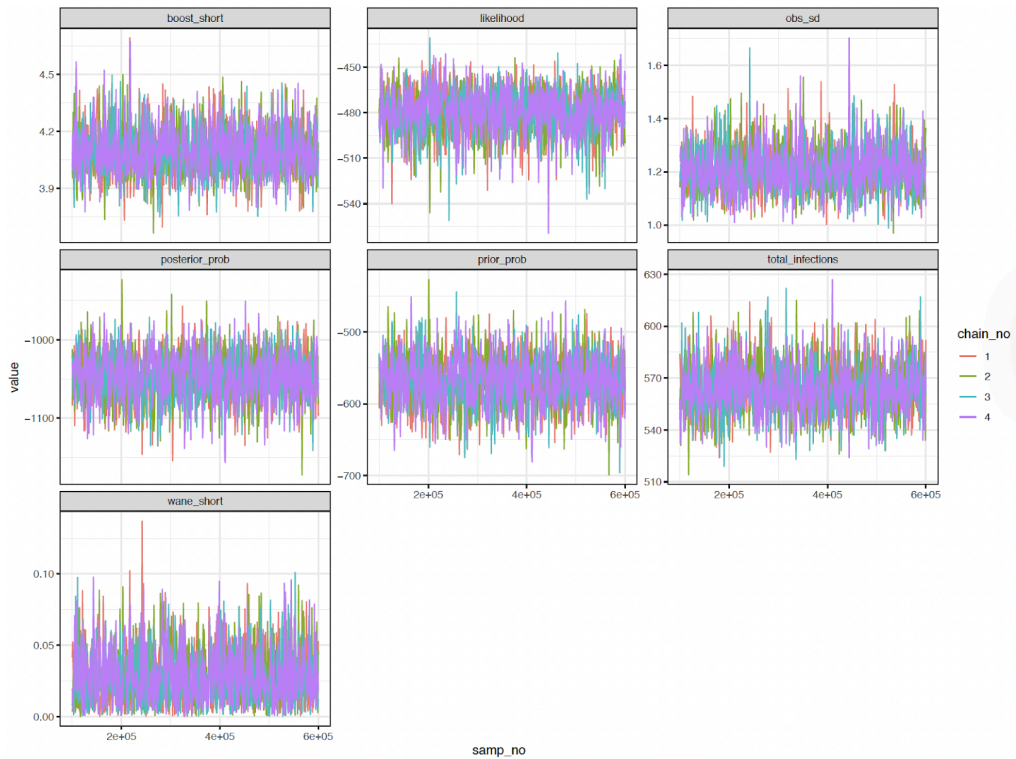 boost_short
likelihood
obs_sd
4.5
4.2
3.9
−450
−480
−510
−540
1.6
1.4
1.2
1.0
posterior_prob
prior_prob
total_infections
−1000
−1100
−500
−600
−700
630
600
570
540
510
2e+05
4e+05
6e+05
2e+05
4e+05
6e+05
wane_short
0.10
0.05
0.00
2e+05
4e+05
6e+05
value
samp_no
chain_no
1
2
3
4